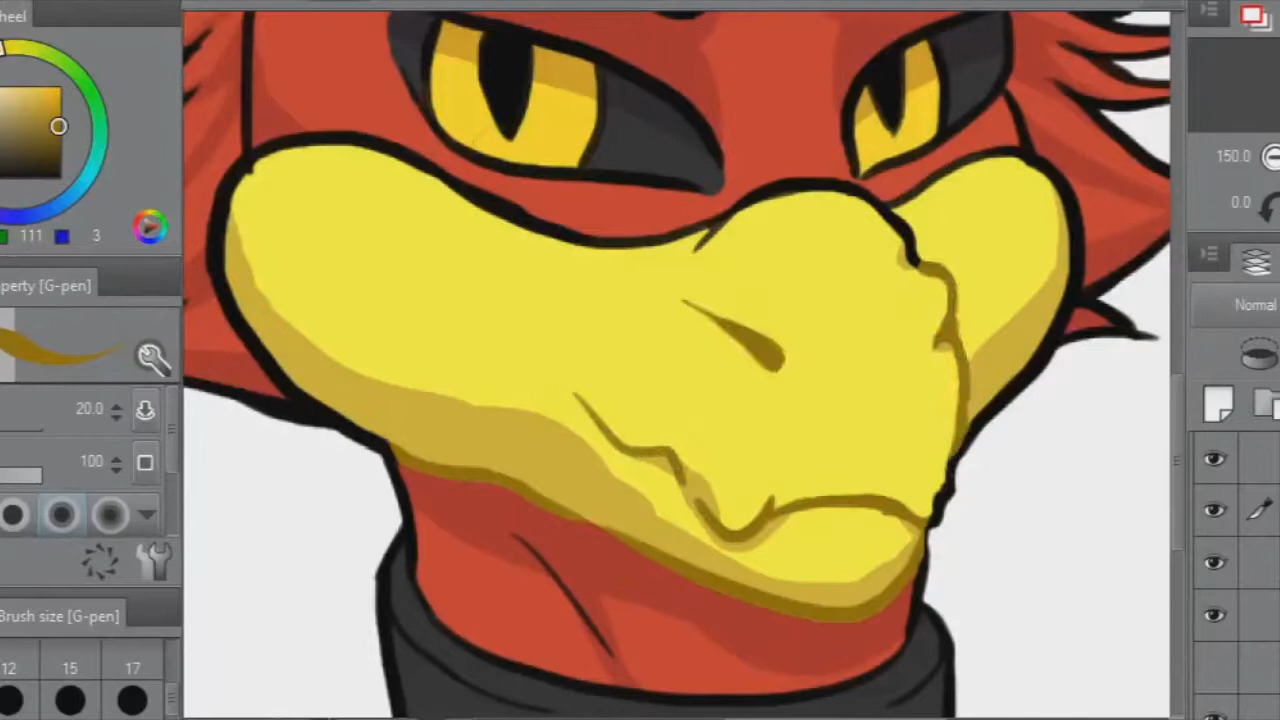 heel
111 3
perty [G-pen]
20.0
100
Brush size [G-pen]
12 15 17
150.0
0.0
Normal